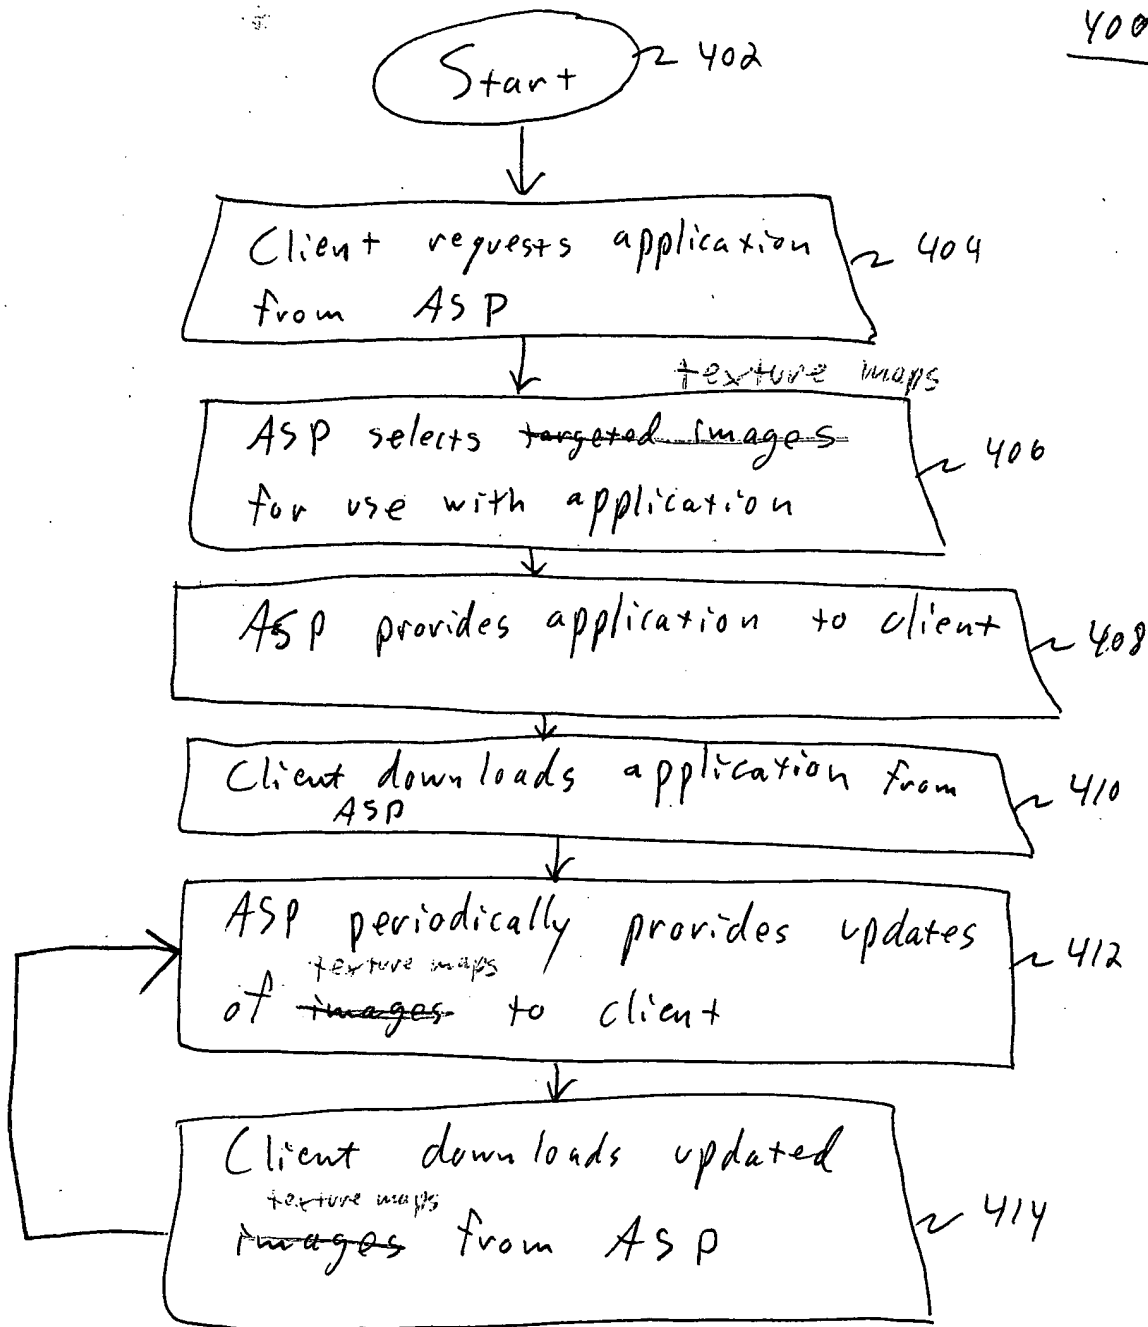 400
Start 402
Client requests application
from ASP
404
texture maps
ASP selects targeted images
for use with application
406
ASP provides application to client
408
Client downloads application from
ASP
410
ASP periodically provides updates
texture maps
of images to client
412
Client downloads updated
texture maps
images from ASP
414